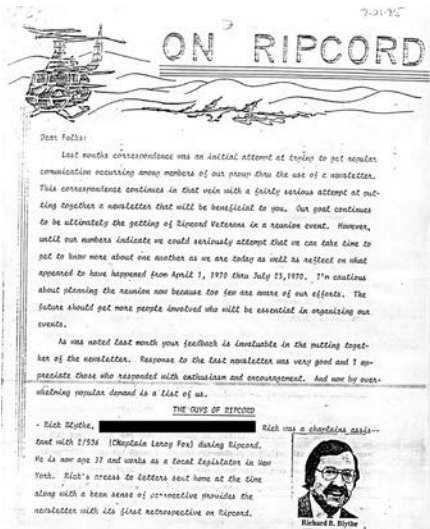 9-21-85
ON RIPCORD
Dear Folks:
Last months correspondence was an initial attempt at trying to get regular
comunication occurring among members of our group thru the use of a newsletter.
This correspondence continues in that vein with a fairly serious attempt at put-
ting together a newsletter that will be beneficial to you. Our goal continues
to be ultimately the getting of Ripcord Veterans in a reunion event. However,
until our numbers indicate we could seriously attempt that we can take time to
get to know more about one another as we are today as well as reflect on what
appeared to have happened from April 1, 1970 thru July 23,1970. I'm cautious
about planning the reunion now because too few are aware of our efforts. The
future should get more people involved who will be essential in organizing our
events.
As was noted last month your feedback is invaluable in the putting toget-
her of the newsletter. Response to the last newsletter was very good and I ap-
preciate those who responded with enthusiasm and encouragement. And now by over-
whelming popular demand is a list of us.
THE GUYS OF RIPCORD
- Rick Blythe, Rick was a chaplains assis-
tant with 2/506 (Chaplain Leroy Fox) during Ripcord.
He is now age 37 and works as a local legislator in New
York. Rick's access to letters sent home at the time
along with a keen sense of perspective provides the
newsletter with its first retrospective on Ripcord.
Richard R. Blythe